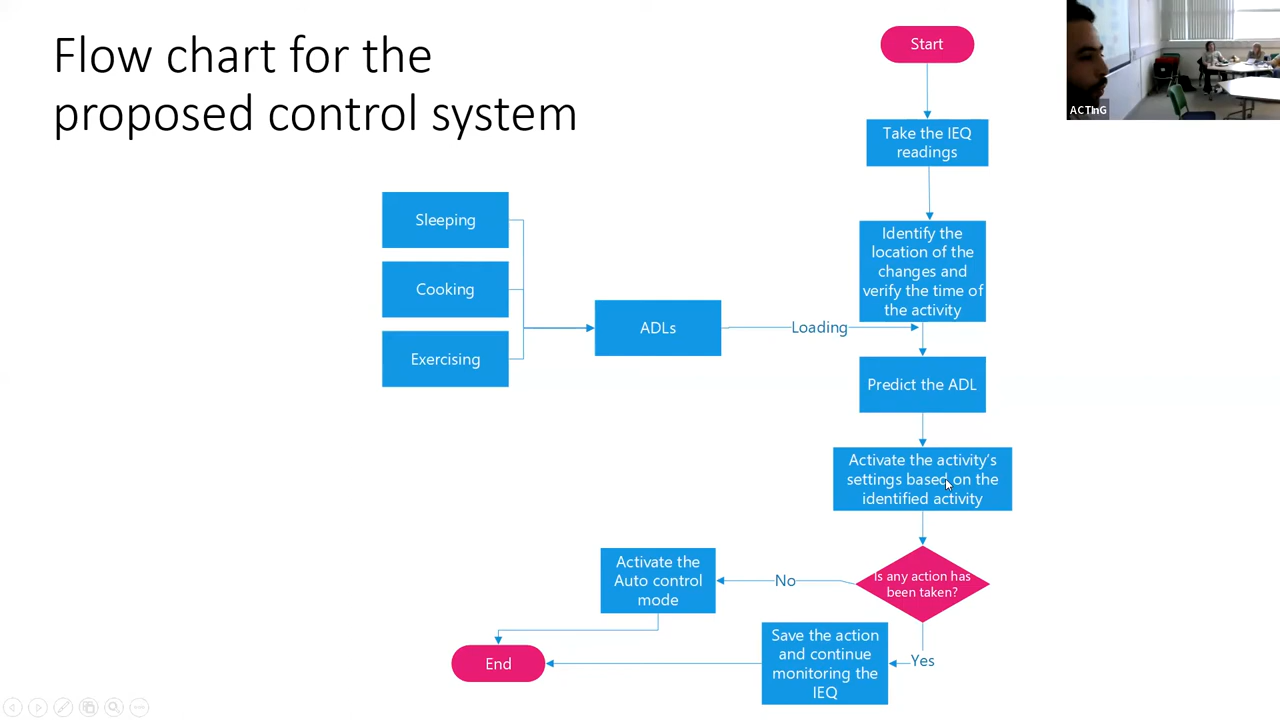 Flow chart for the
proposed control system
Start
ACTInG
Take the IEQ
readings
Sleeping
Identify the
location of the
changes and
verify the time of
the activity
Cooking
ADLs
Loading
Exercising
Predict the ADL
Activate the activity's
settings based on the
identified activity
Is any action has
been taken?
No
Activate the
Auto control
mode
Yes
Save the action
and continue
monitoring the
IEQ
End